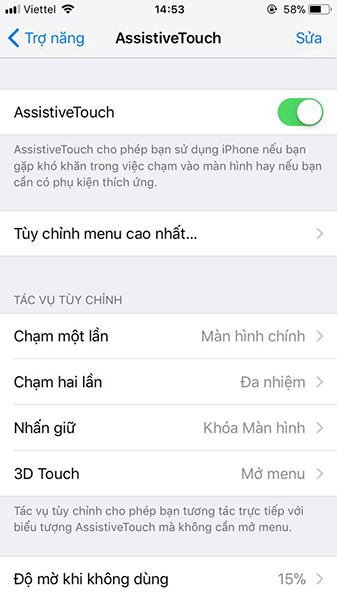 Viettel 14:53 58%
Trợ năng AssistiveTouch Sửa
AssistiveTouch
AssistiveTouch cho phép bạn sử dụng iPhone nếu bạn
gặp khó khăn trong việc chạm vào màn hình hay nếu bạn
cần có phụ kiện thích ứng.
Tùy chỉnh menu cao nhất...
TÁC VỤ TÙY CHỈNH
Chạm một lần Màn hình chính
Chạm hai lần Đa nhiệm
Nhấn giữ Khóa Màn hình
3D Touch Mở menu
Tác vụ tùy chỉnh cho phép bạn tương tác trực tiếp với
biểu tượng AssistiveTouch mà không cần mở menu.
Độ mờ khi không dùng 15%